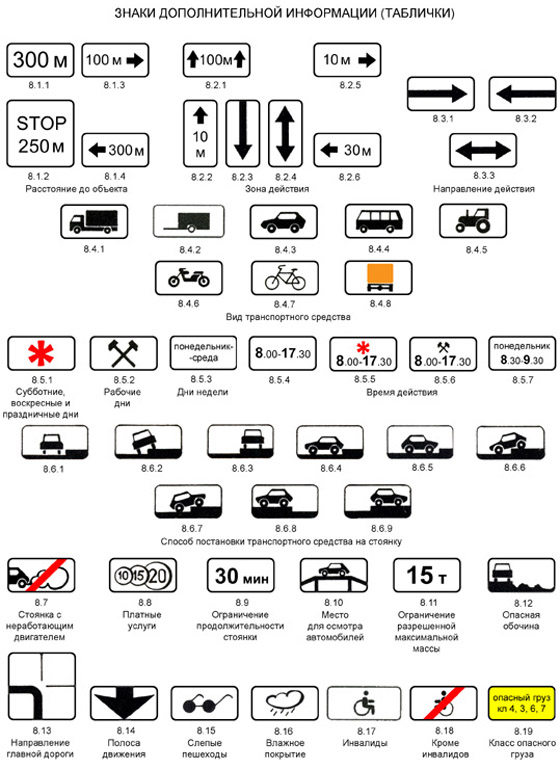 ЗНАКИ ДОПОЛНИТЕЛЬНОЙ ИНФОРМАЦИИ (ТАБЛИЧКИ)
300 м
100 м
100м
10 м
8.1.1
8.1.3
8.2.1
8.2.5
8.3.1
8.3.2
STOP
250 м
300 м
10
м
30 м
8.1.2
8.1.4
8.2.2
8.2.3
8.2.4
8.2.6
8.3.3
Расстояние до объекта
Зона действия
Направление действия
8.4.1
8.4.2
8.4.3
8.4.4
8.4.5
8.4.6
8.4.7
8.4.8
Вид транспортного средства
понедельник-
среда
8.00-17.30
8.00-17.30
8.00-17.30
понедельник
8.30-9.30
8.5.1
8.5.2
8.5.3
8.5.4
8.5.5
8.5.6
8.5.7
Субботние,
воскресные и
праздничные дни
Рабочие
дни
Дни недели
Время действия
8.6.1
8.6.2
8.6.3
8.6.4
8.6.5
8.6.6
8.6.7
8.6.8
8.6.9
Способ постановки транспортного средства на стоянку
10 15 20
30 мин
15 т
8.7
8.8
8.9
8.10
8.11
8.12
Стоянка с
неработающим
двигателем
Платные
услуги
Ограничение
продолжительности
стоянки
Место
для осмотра
автомобилей
Ограничение
разрешенной
максимальной
массы
Опасная
обочина
опасный груз
кл 4, 3, 6, 7
8.13
8.14
8.15
8.16
8.17
8.18
8.19
Направление
главной дороги
Полоса
движения
Слепые
пешеходы
Влажное
покрытие
Инвалиды
Кроме
инвалидов
Класс опасного
груза